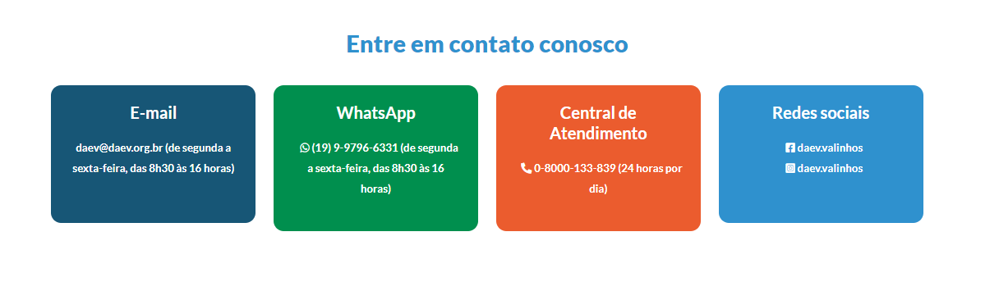 Entre em contato conosco
E-mail
daev@daev.org.br (de segunda a
sexta-feira, das 8h30 às 16 horas)
WhatsApp
(19) 9-9796-6331 (de segunda
a sexta-feira, das 8h30 às 16
horas)
Central de
Atendimento
0-8000-133-839 (24 horas por
dia)
Redes sociais
daev.valinhos
daev.valinhos